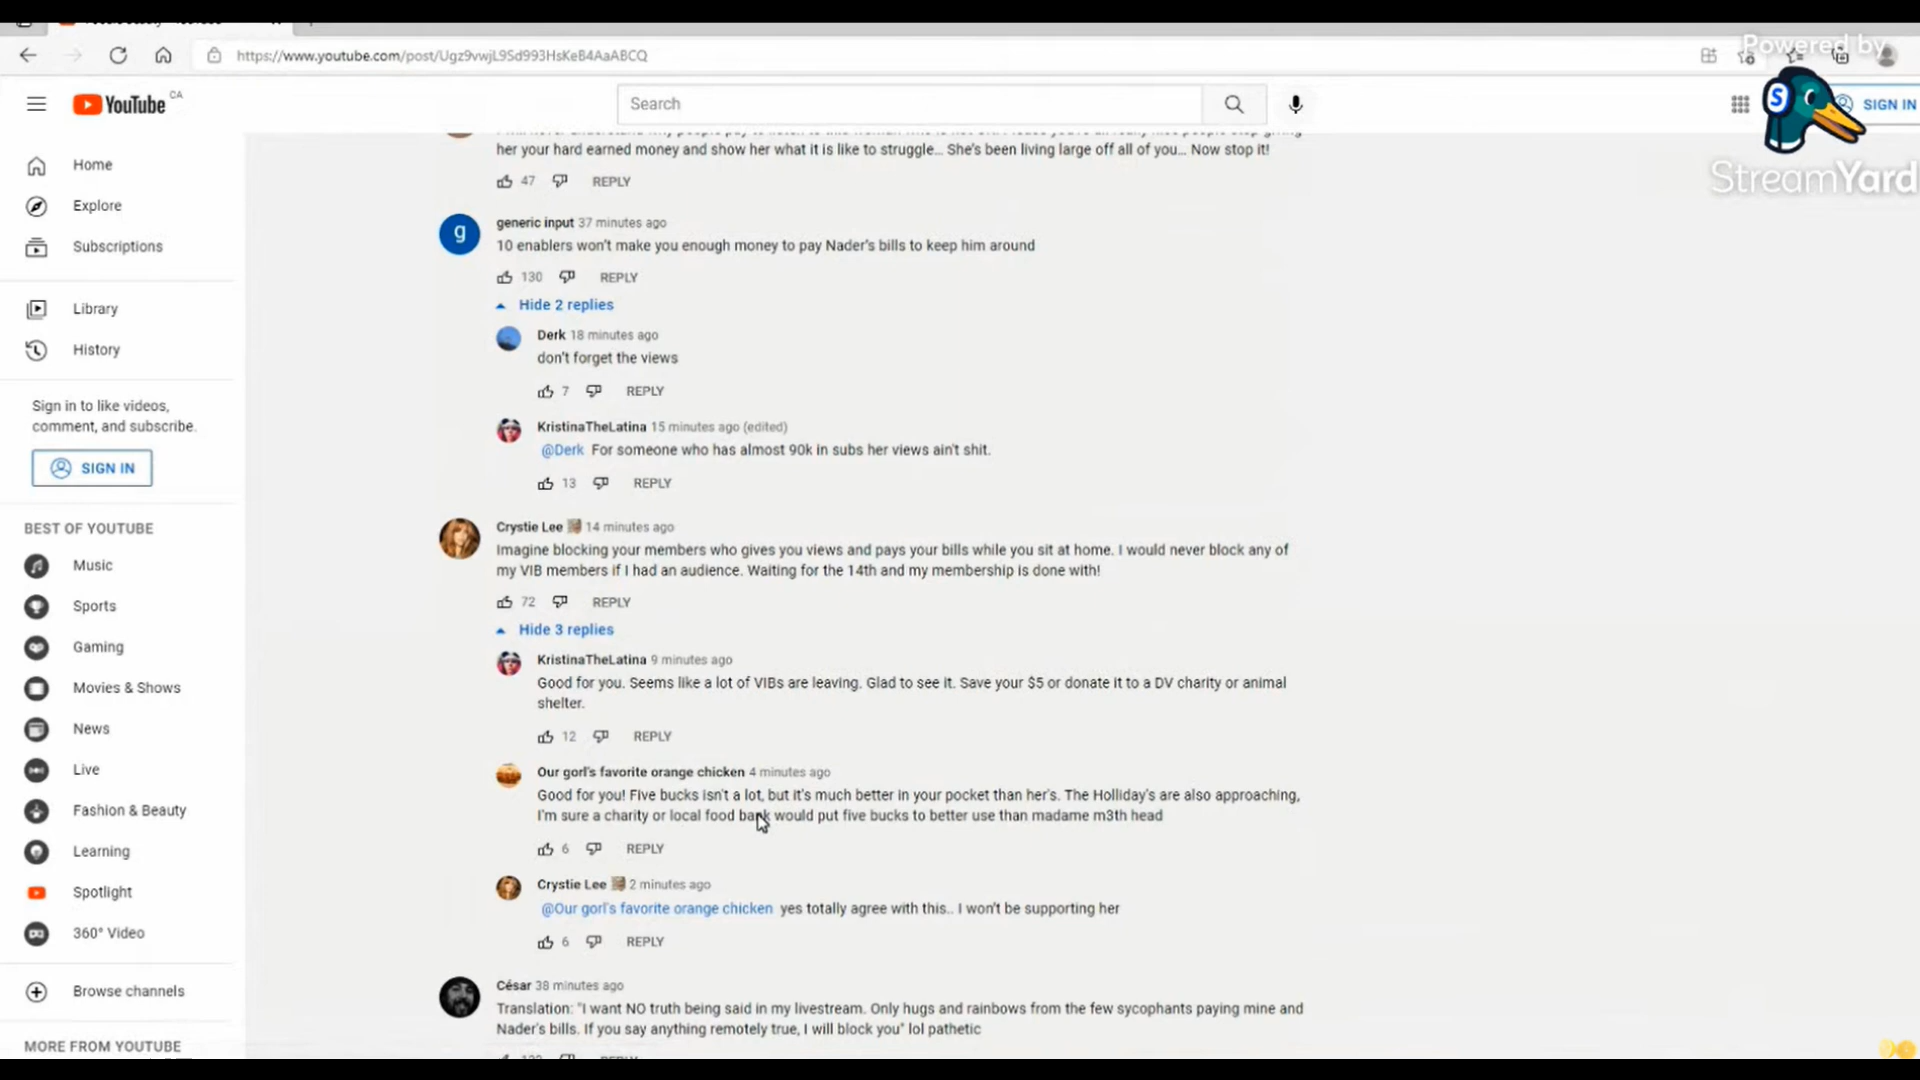 https://www.youtube.com/post/Ugz9vwjL9Sd993HsKeB4AaABCQ
Powered by
YouTube CA
Search
SIGN IN
StreamYard
Home
Explore
Subscriptions
Library
History
Sign in to like videos,
comment, and subscribe.
SIGN IN
BEST OF YOUTUBE
Music
Sports
Gaming
Movies & Shows
News
Live
Fashion & Beauty
Learning
Spotlight
360° Video
Browse channels
MORE FROM YOUTUBE
her your hard earned money and show her what it is like to struggle... She's been living large off all of you... Now stop it!
47 REPLY
g
generic input 37 minutes ago
10 enablers won't make you enough money to pay Nader's bills to keep him around
130 REPLY
Hide 2 replies
Derk 18 minutes ago
don't forget the views
7 REPLY
KristinaTheLatina 15 minutes ago (edited)
@Derk For someone who has almost 90k in subs her views ain't shit.
13 REPLY
Crystie Lee 14 minutes ago
Imagine blocking your members who gives you views and pays your bills while you sit at home. I would never block any of
my VIB members if I had an audience. Waiting for the 14th and my membership is done with!
72 REPLY
Hide 3 replies
KristinaTheLatina 9 minutes ago
Good for you. Seems like a lot of VIBs are leaving. Glad to see it. Save your $5 or donate it to a DV charity or animal
shelter.
12 REPLY
Our gorl's favorite orange chicken 4 minutes ago
Good for you! Five bucks isn't a lot, but it's much better in your pocket than her's. The Holliday's are also approaching,
I'm sure a charity or local food bank would put five bucks to better use than madame m3th head
6 REPLY
Crystie Lee 2 minutes ago
@Our gorl's favorite orange chicken yes totally agree with this.. I won't be supporting her
6 REPLY
César 38 minutes ago
Translation: "I want NO truth being said in my livestream. Only hugs and rainbows from the few sycophants paying mine and
Nader's bills. If you say anything remotely true, I will block you" lol pathetic